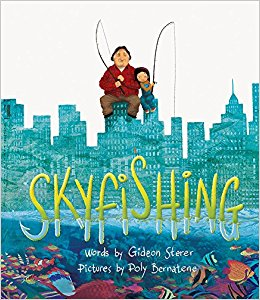 SKYFISHING
Words by Gideon Sterer
Pictures by Poly Bernatene